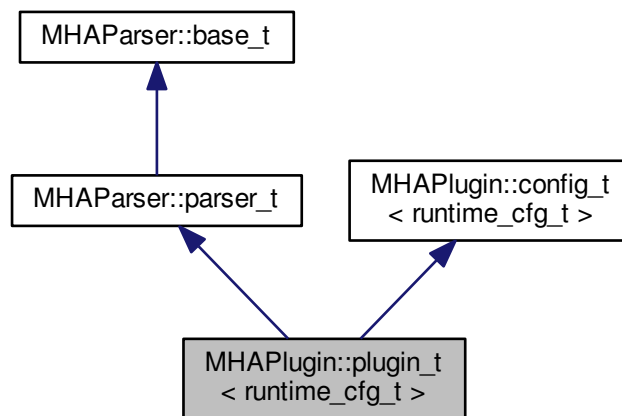 MHAParser::base_t
MHAParser::parser_t
MHAPlugin::config_t
< runtime_cfg_t >
MHAPlugin::plugin_t
< runtime_cfg_t >